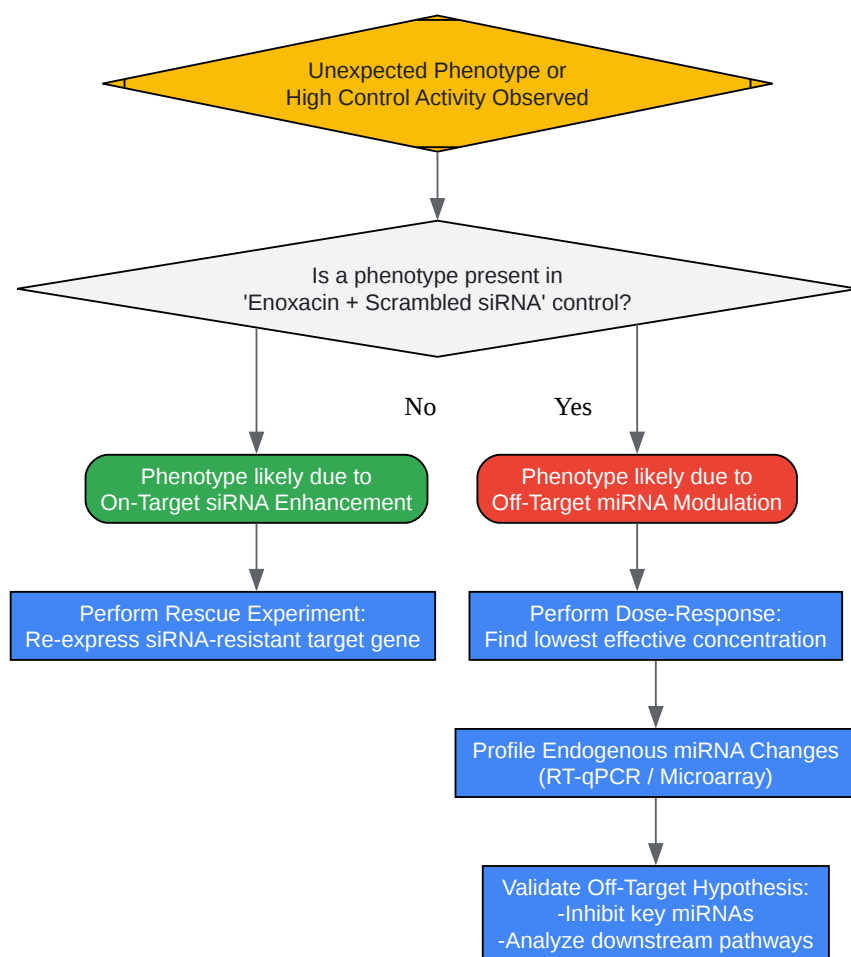 Unexpected Phenotype or
High Control Activity Observed
Is a phenotype present in
'Enoxacin + Scrambled siRNA' control?
No
Yes
Phenotype likely due to
On-Target siRNA Enhancement
Phenotype likely due to
Off-Target miRNA Modulation
Perform Rescue Experiment:
Re-express siRNA-resistant target gene
Perform Dose-Response:
Find lowest effective concentration
Profile Endogenous miRNA Changes
(RT-qPCR / Microarray)
Validate Off-Target Hypothesis:
-Inhibit key miRNAs
-Analyze downstream pathways